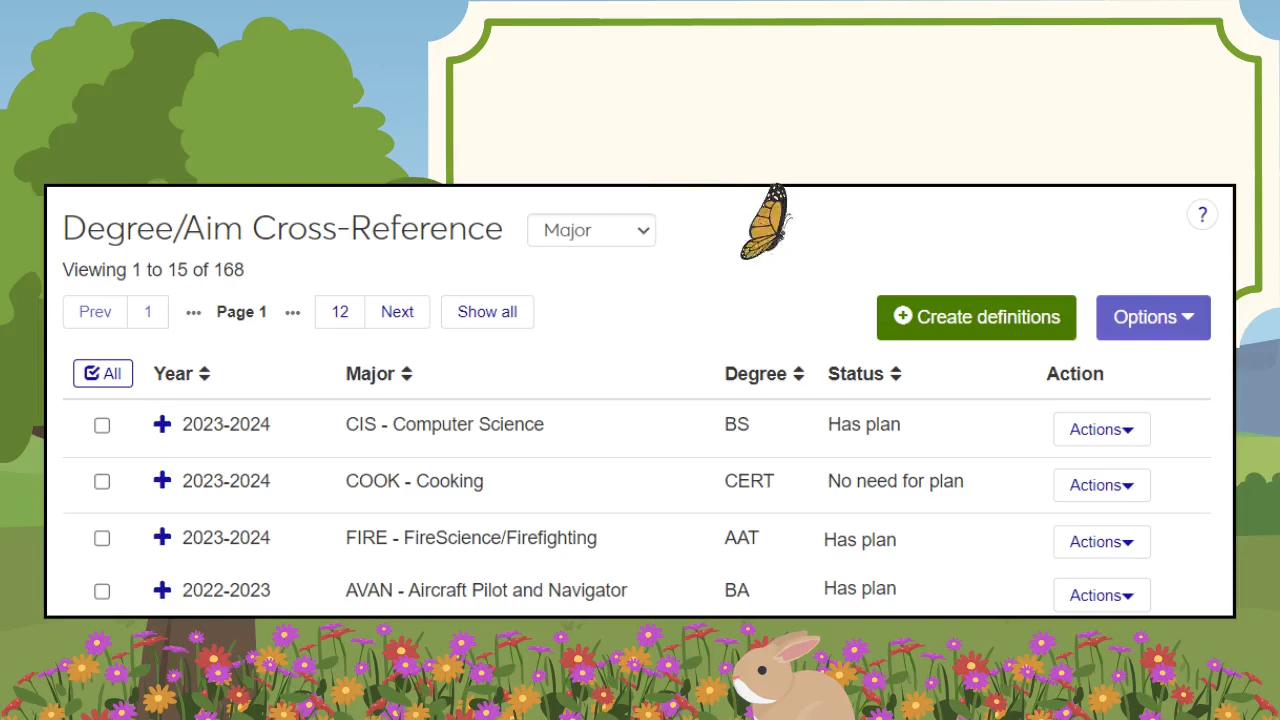 Degree/Aim Cross-Reference Major ?
Viewing 1 to 15 of 168
Prev 1 ••• Page 1 ••• 12 Next Show all Create definitions Options
All Year Major Degree Status Action
2023-2024 CIS - Computer Science BS Has plan Actions
2023-2024 COOK - Cooking CERT No need for plan Actions
2023-2024 FIRE - FireScience/Firefighting AAT Has plan Actions
2022-2023 AVAN - Aircraft Pilot and Navigator BA Has plan Actions